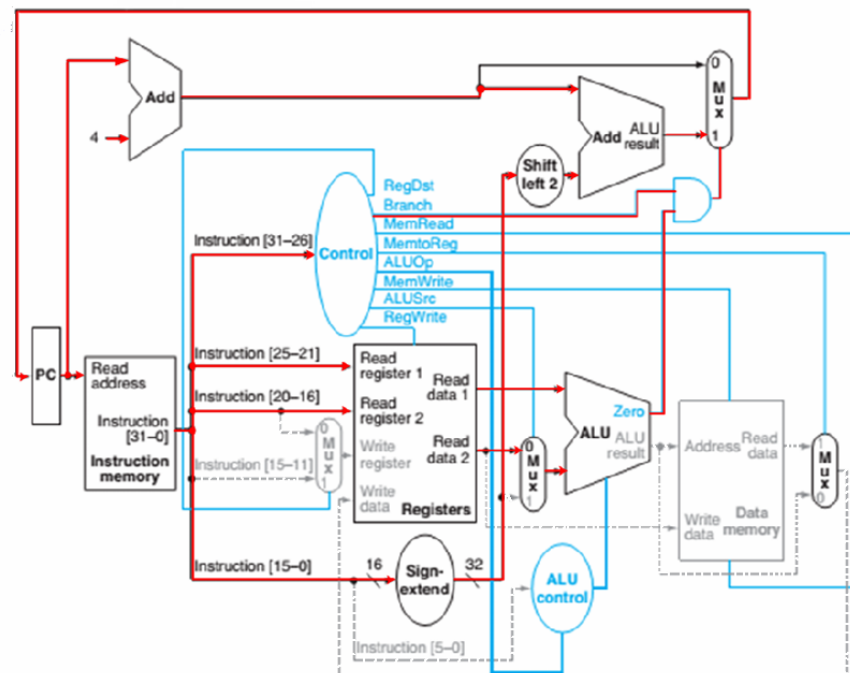 0
M
u
x
1
Add
4
Add
ALU
result
Shift
left 2
RegDst
Branch
MemRead
MemtoReg
ALUOp
MemWrite
ALUSrc
RegWrite
Control
Instruction [31–26]
PC
Read
address
Instruction
[31–0]
Instruction
memory
Instruction [25–21]
Instruction [20–16]
Instruction [15–11]
0
M
u
x
1
Read
register 1
Read
register 2
Write
register
Write
data
Read
data 1
Read
data 2
Registers
0
M
u
x
1
Zero
ALU
ALU
result
Address
Read
data
Write
data
Data
memory
1
M
u
x
0
Instruction [15–0]
16
Sign-
extend
32
ALU
control
Instruction [5–0]